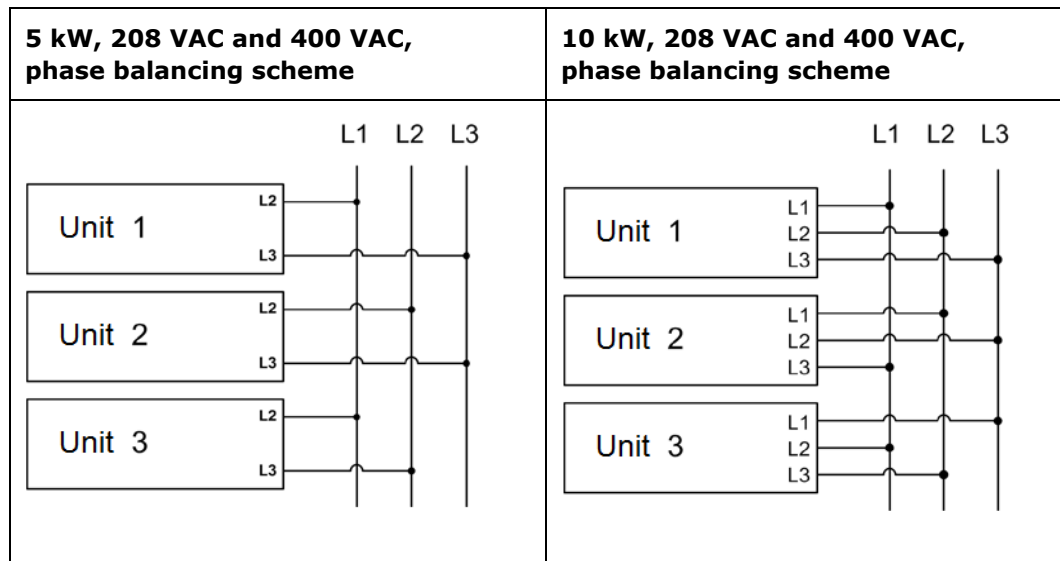 5 kW, 208 VAC and 400 VAC,
phase balancing scheme
10 kW, 208 VAC and 400 VAC,
phase balancing scheme
L1 L2 L3
Unit 1
L2
L3
Unit 2
L2
L3
Unit 3
L2
L3
L1 L2 L3
Unit 1
L1
L2
L3
Unit 2
L1
L2
L3
Unit 3
L1
L2
L3